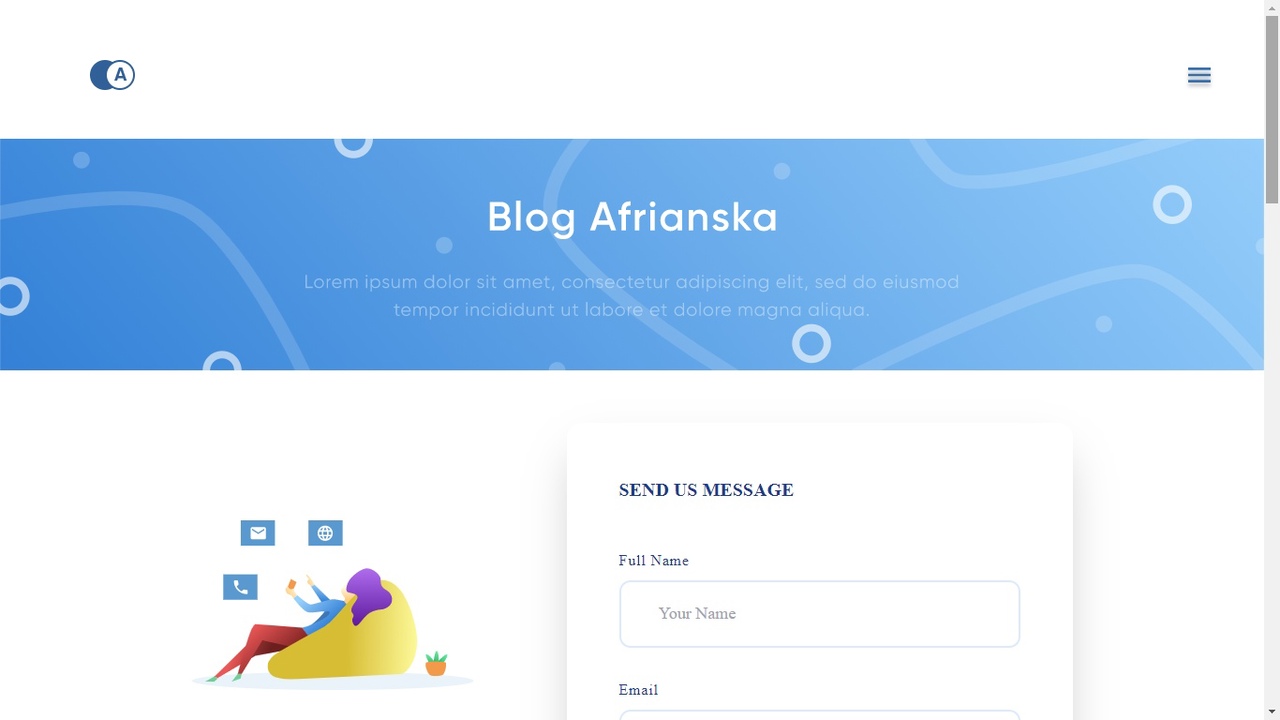 A
Blog Afrianska
Lorem ipsum dolor sit amet, consectetur adipiscing elit, sed do eiusmod
tempor incididunt ut labore et dolore magna aliqua.
SEND US MESSAGE
Full Name
Your Name
Email